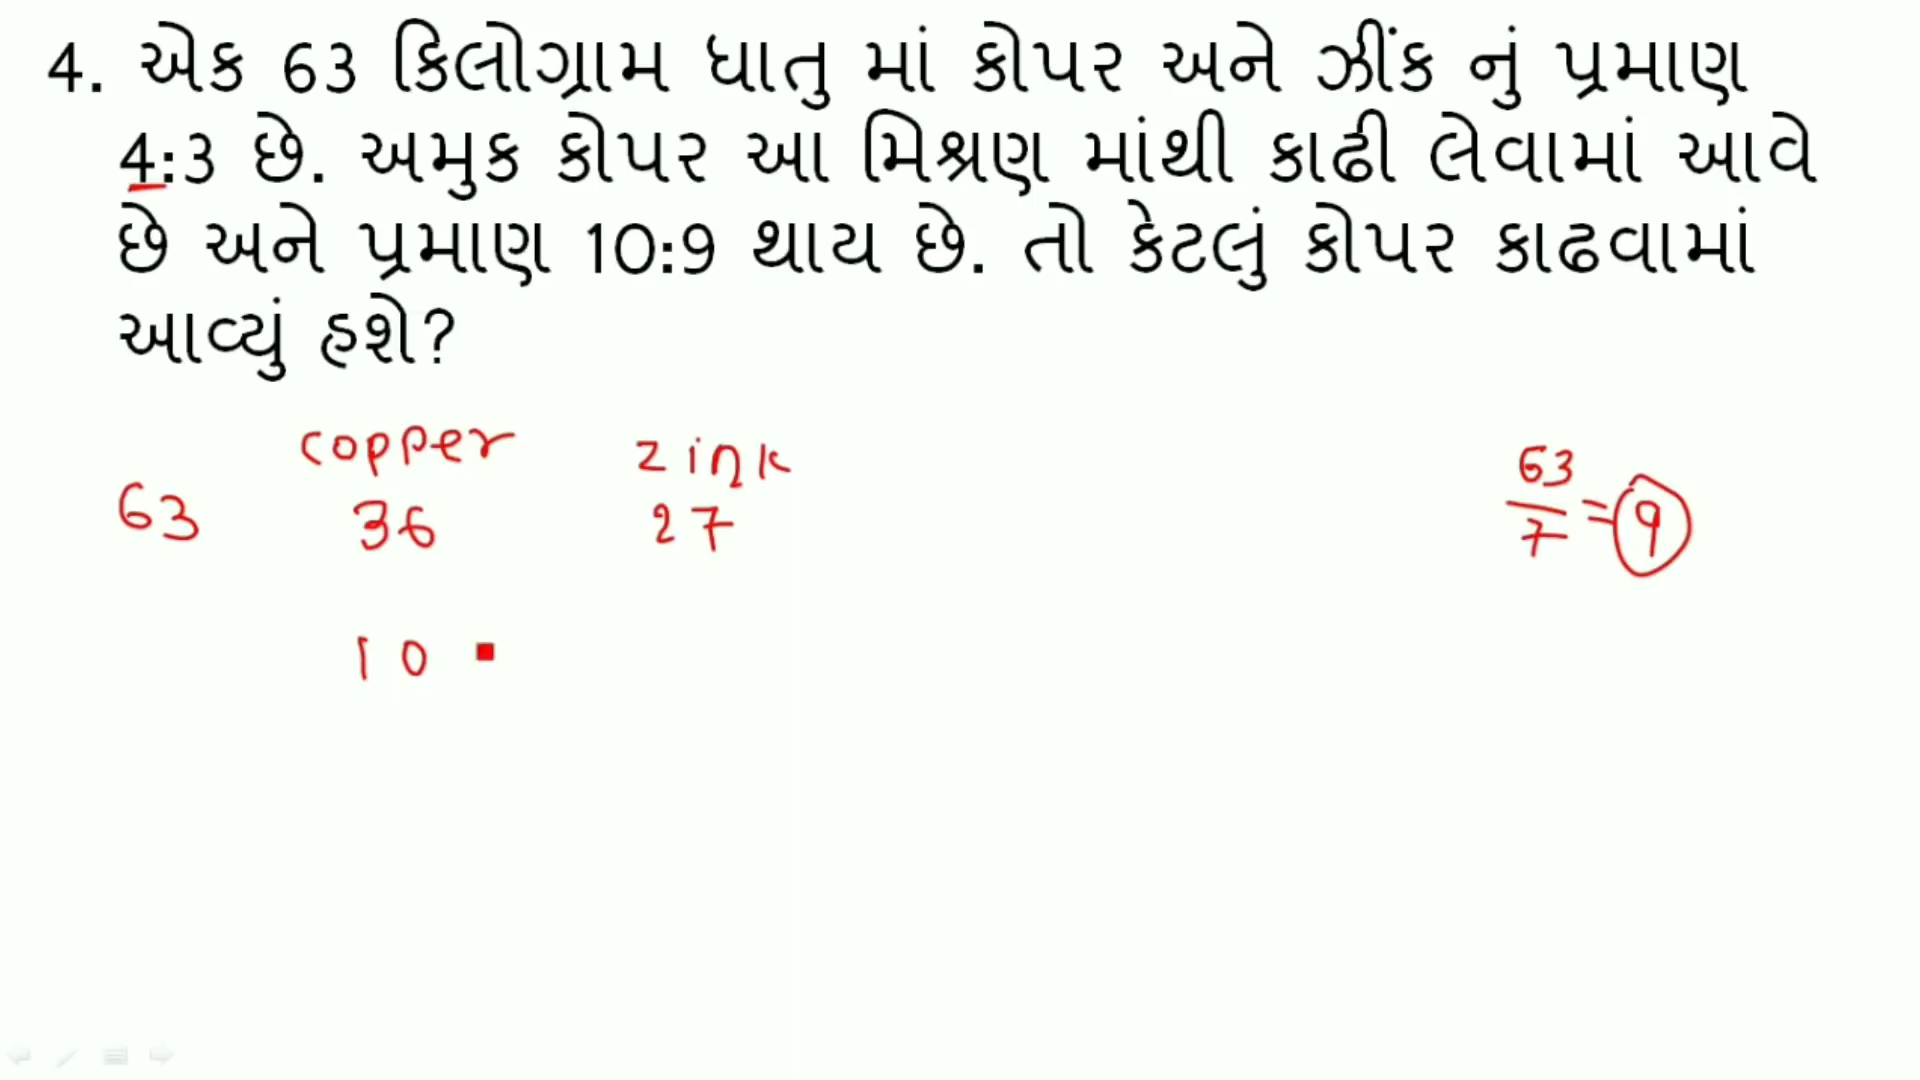 4. એક 63 કિલોગ્રામ ધાતુ માં કોપર અને ઝીંક નું પ્રમાણ
4:3 છે. અમુક કોપર આ મિશ્રણ માંથી કાઢી લેવામાં આવે
છે અને પ્રમાણ 10:9 થાય છે. તો કેટલું કોપર કાઢવામાં
આવ્યું હશે?
copper zink
63 36 27
63/7 = 9
10